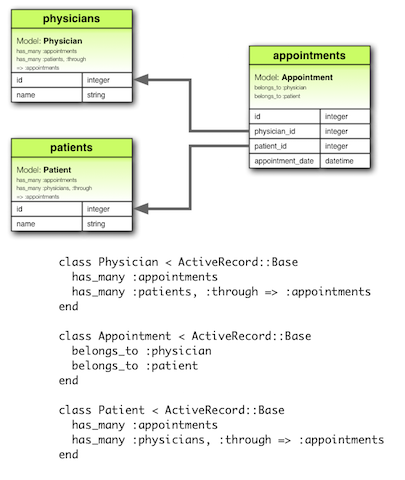 physicians
Model: Physician
has_many :appointments
has_many :patients, :through
=> :appointments
id integer
name string
appointments
Model: Appointment
belongs_to :physician
belongs_to :patient
id integer
physician_id integer
patient_id integer
appointment_date datetime
patients
Model: Patient
has_many :appointments
has_many :physicians, :through
=> :appointments
id integer
name string
class Physician < ActiveRecord::Base
has_many :appointments
has_many :patients, :through => :appointments
end
class Appointment < ActiveRecord::Base
belongs_to :physician
belongs_to :patient
end
class Patient < ActiveRecord::Base
has_many :appointments
has_many :physicians, :through => :appointments
end